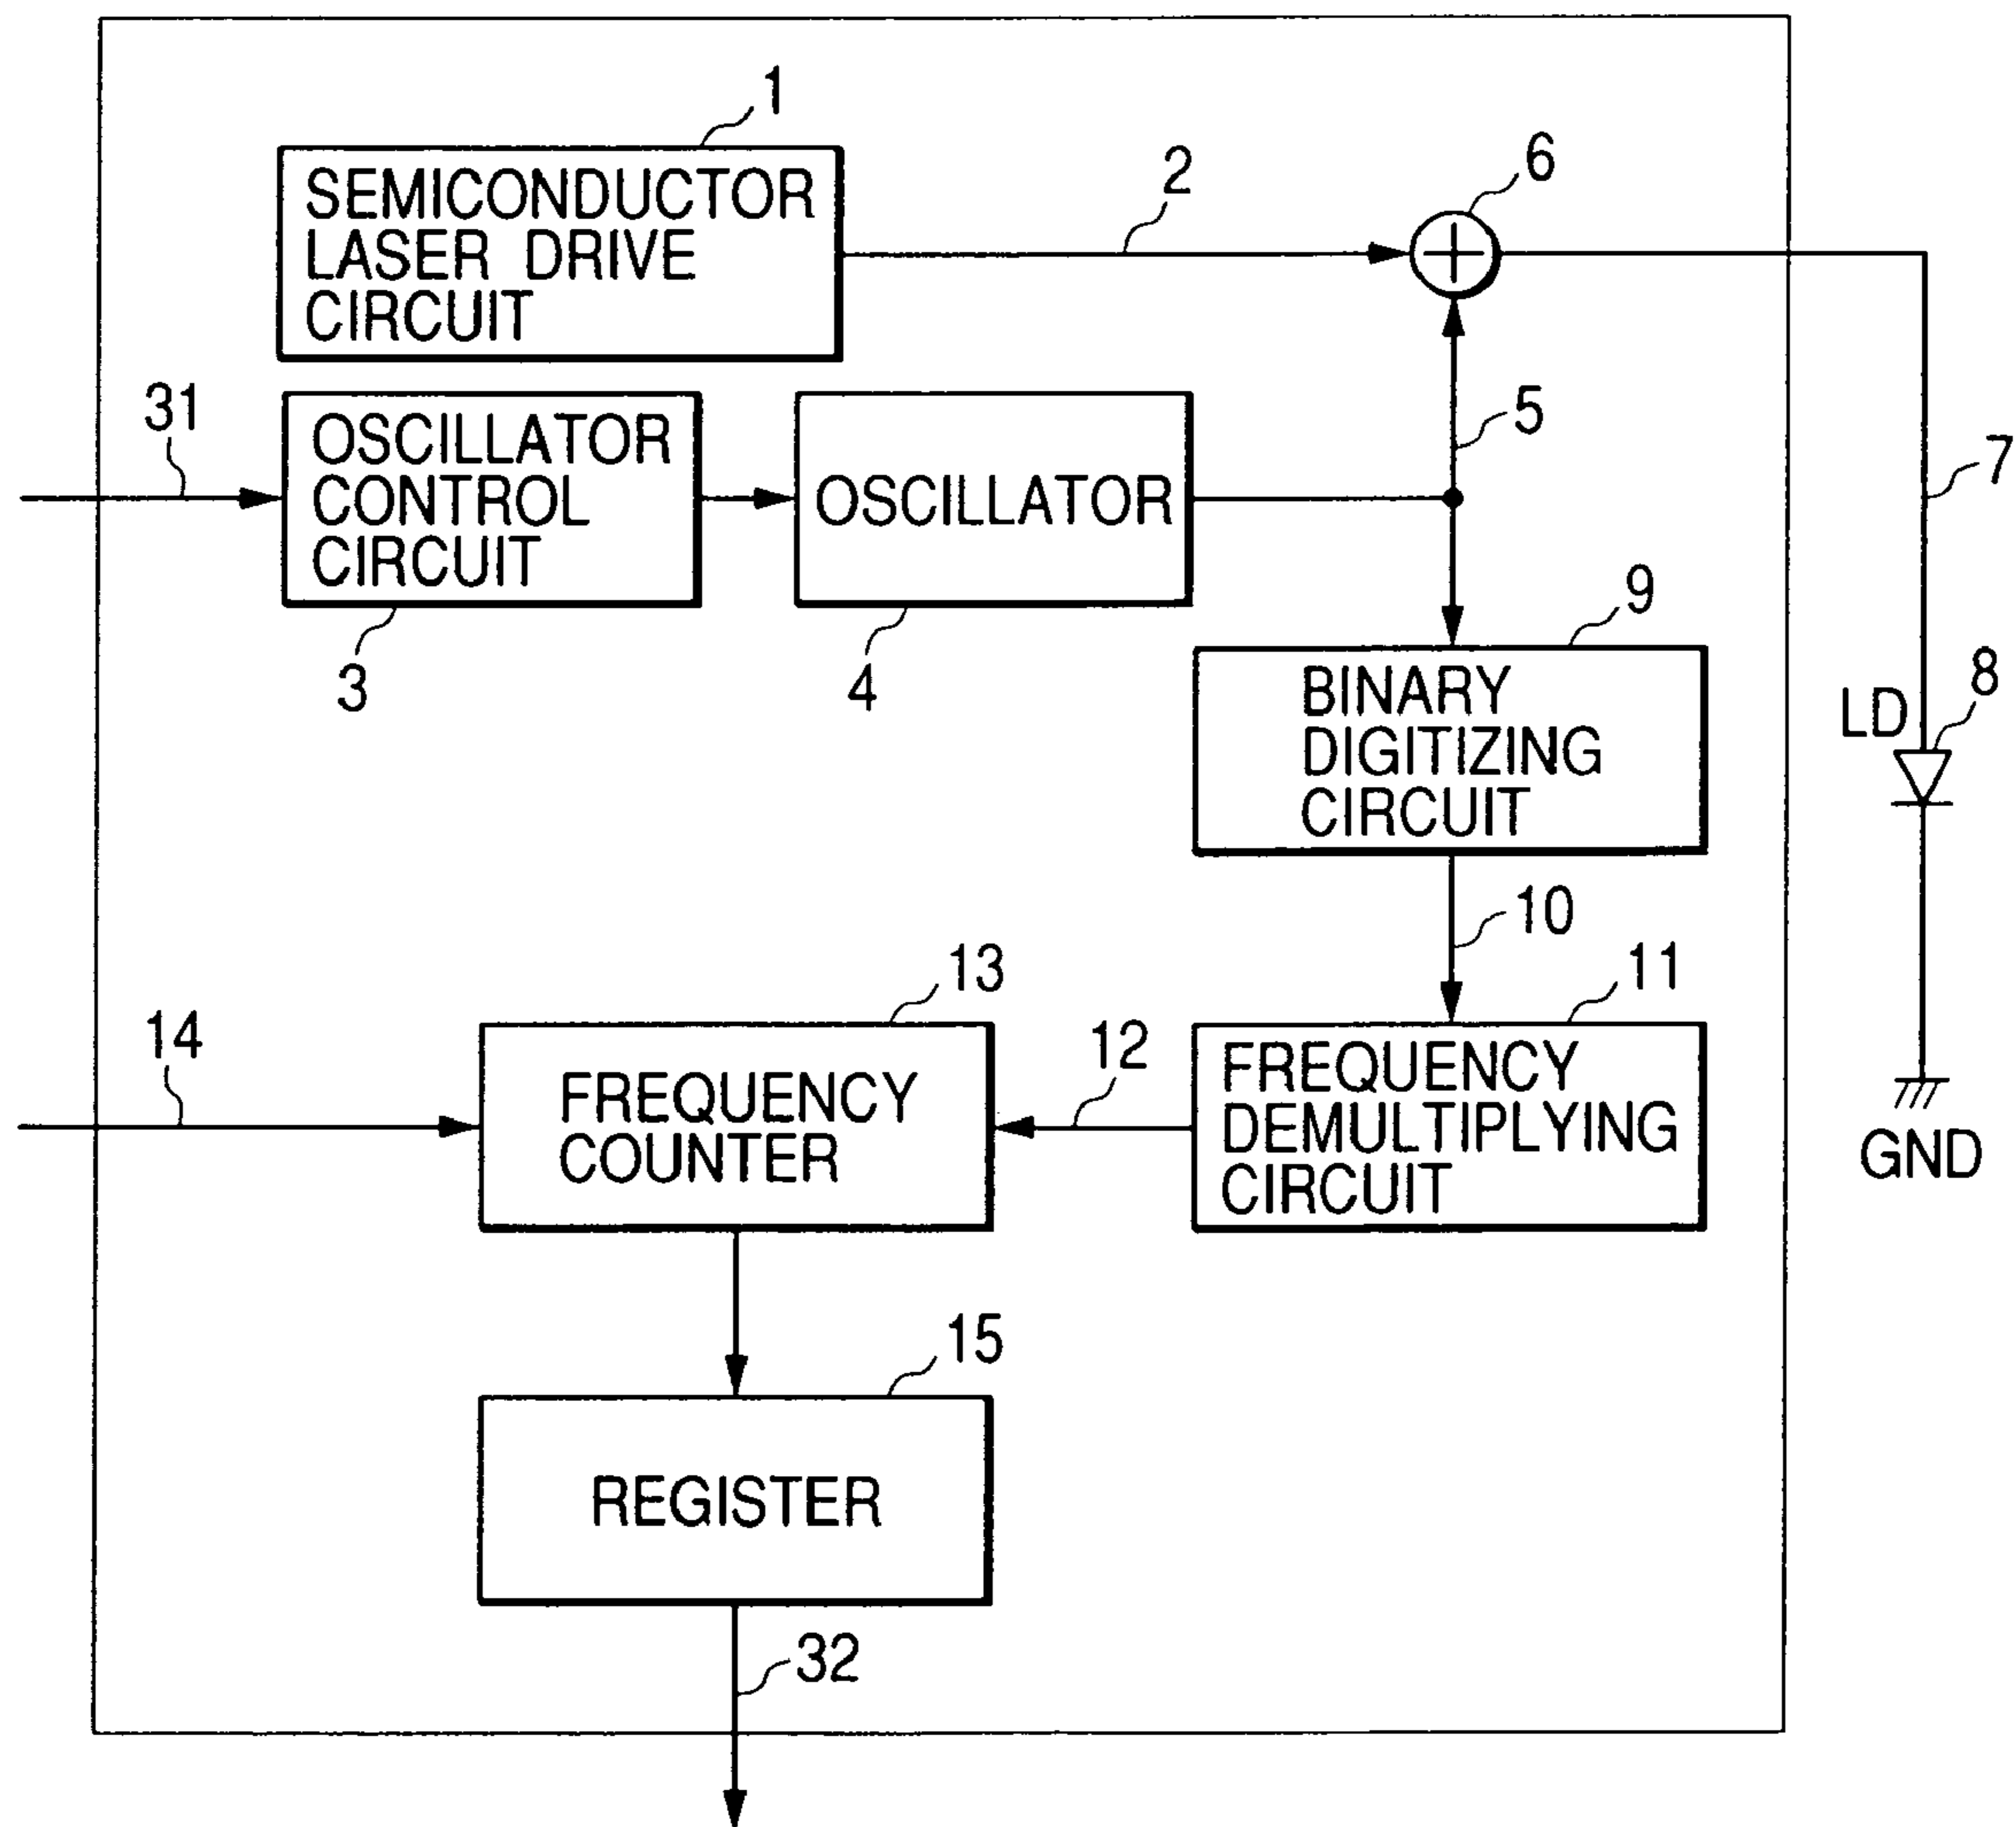 1
SEMICONDUCTOR
LASER DRIVE
CIRCUIT
2
6
31
OSCILLATOR
CONTROL
CIRCUIT
3
OSCILLATOR
4
5
7
9
BINARY
DIGITIZING
CIRCUIT
LD
8
10
13
11
14
FREQUENCY
COUNTER
12
FREQUENCY
DEMULTIPLYING
CIRCUIT
GND
15
REGISTER
32